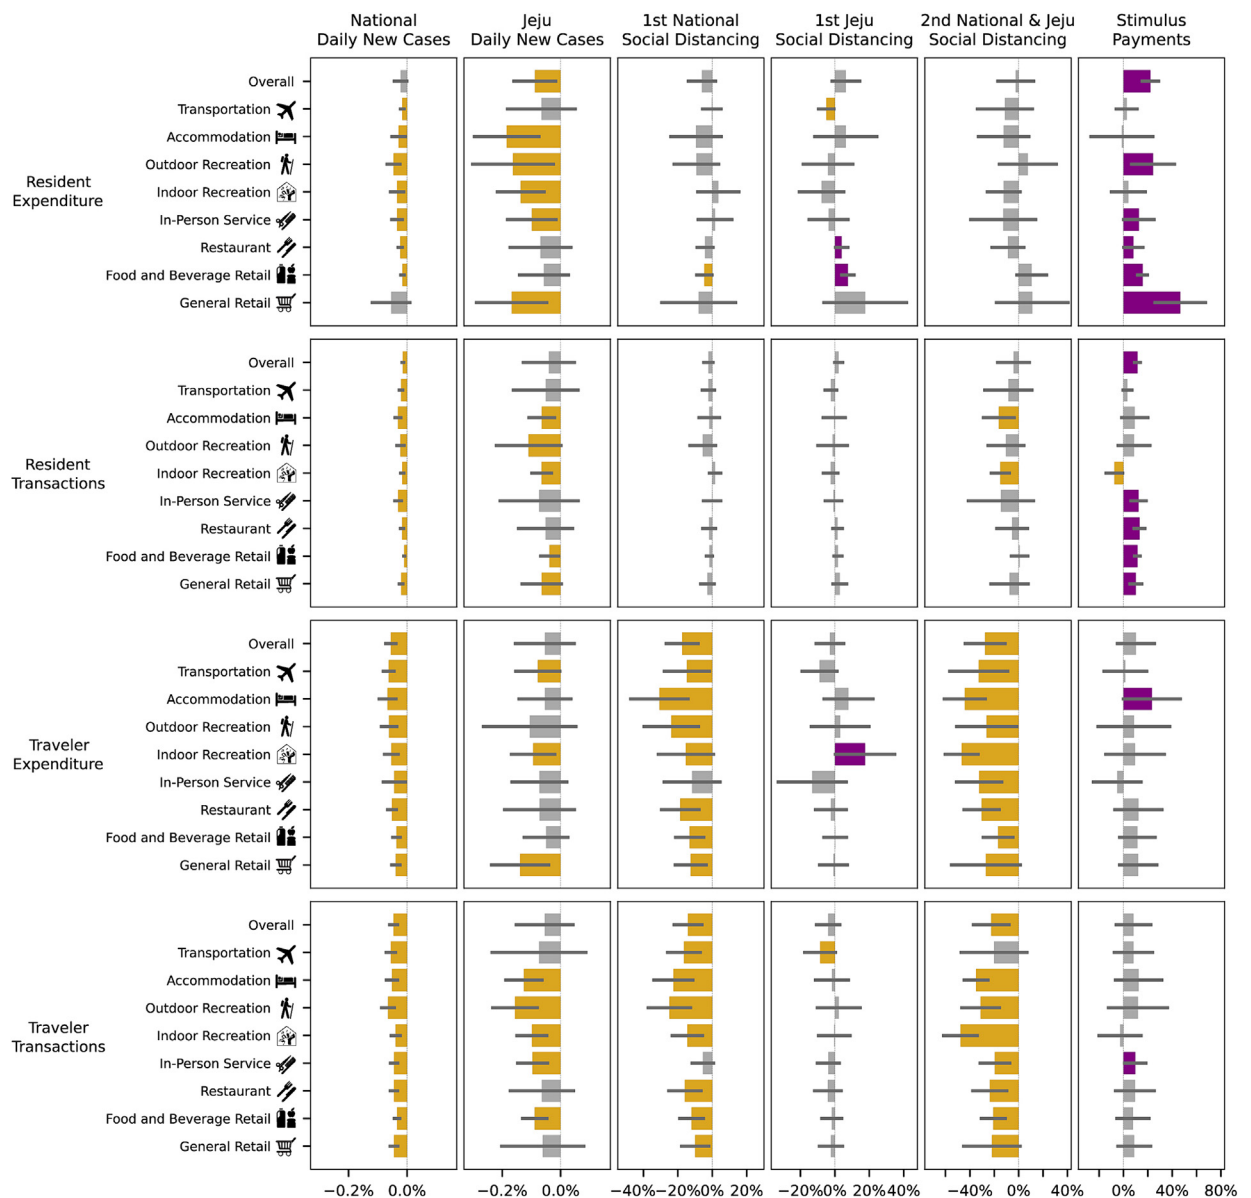 National
Daily New Cases
Jeju
Daily New Cases
1st National
Social Distancing
1st Jeju
Social Distancing
2nd National & Jeju
Social Distancing
Stimulus
Payments
Resident
Expenditure
Overall
Transportation
Accommodation
Outdoor Recreation
Indoor Recreation
In-Person Service
Restaurant
Food and Beverage Retail
General Retail
Resident
Transactions
Overall
Transportation
Accommodation
Outdoor Recreation
Indoor Recreation
In-Person Service
Restaurant
Food and Beverage Retail
General Retail
Traveler
Expenditure
Overall
Transportation
Accommodation
Outdoor Recreation
Indoor Recreation
In-Person Service
Restaurant
Food and Beverage Retail
General Retail
Traveler
Transactions
Overall
Transportation
Accommodation
Outdoor Recreation
Indoor Recreation
In-Person Service
Restaurant
Food and Beverage Retail
General Retail
−0.2% 0.0% −0.2% 0.0% −40%−20% 0% 20% −20% 0% 20%40% −40% 0% 40% 0% 40% 80%